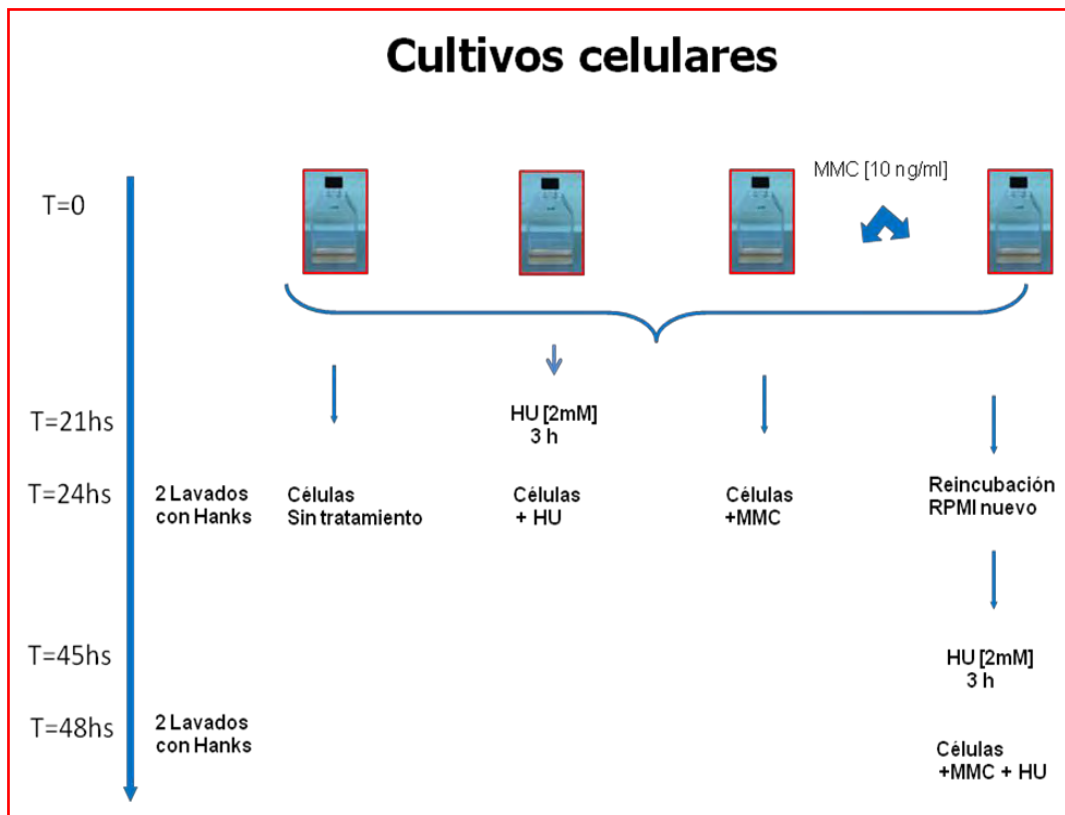 Cultivos celulares
MMC [10 ng/ml]
T=0
T=21hs
HU [2mM]
3 h
T=24hs
2 Lavados
con Hanks
Células
Sin tratamiento
Células
+ HU
Células
+MMC
Reincubación
RPMI nuevo
T=45hs
HU [2mM]
3 h
T=48hs
2 Lavados
con Hanks
Células
+MMC + HU